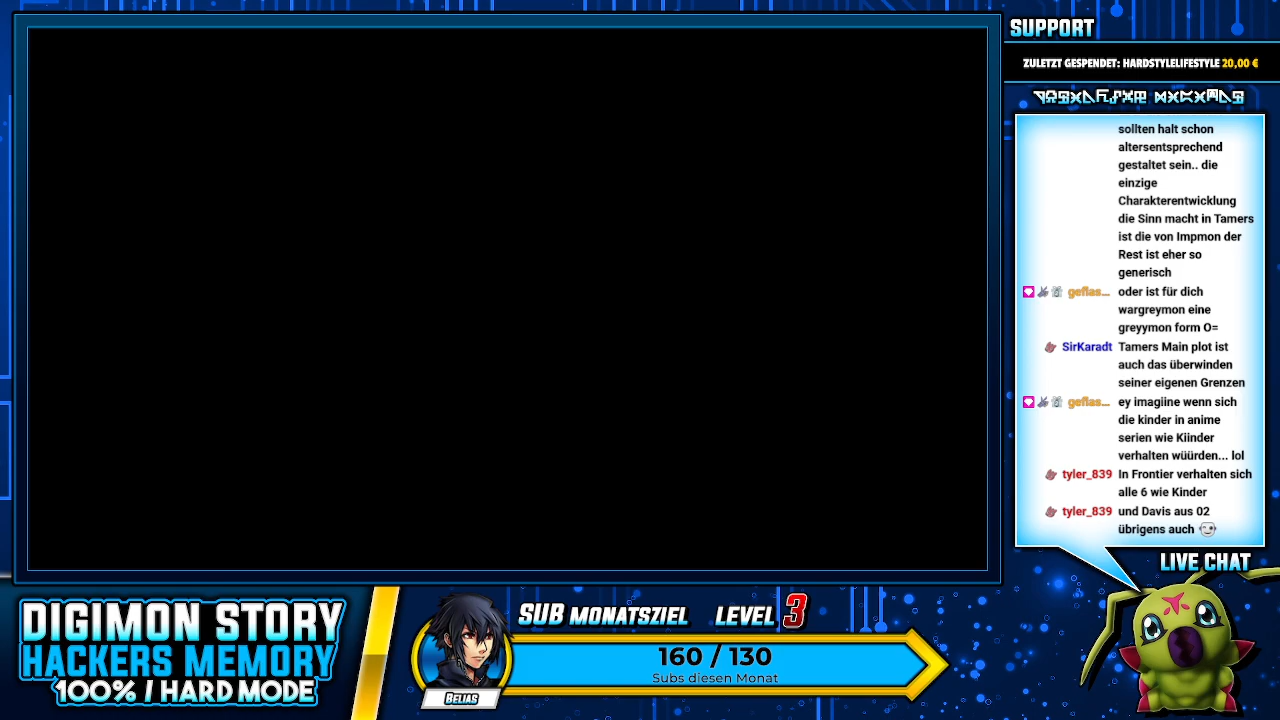 SUPPORT
ZULETZT GESPENDET: HARDSTYLELIFESTYLE 20,00 €
sollten halt schon
altersentsprechend
gestaltet sein.. die
einzige
Charakterentwicklung
die Sinn macht in Tamers
ist die von Impmon der
Rest ist eher so
generisch
geflas... oder ist für dich
wargreymon eine
greyymon form O=
SirKaradt Tamers Main plot ist
auch das überwinden
seiner eigenen Grenzen
geflas... ey imagiine wenn sich
die kinder in anime
serien wie Kiinder
verhalten wüürden... lol
tyler_839 In Frontier verhalten sich
alle 6 wie Kinder
tyler_839 und Davis aus 02
übrigens auch
LIVE CHAT
DIGIMON STORY
HACKERS MEMORY
100% / HARD MODE
BELIAS
SUB MONATSZIEL LEVEL 3
160 / 130
Subs diesen Monat